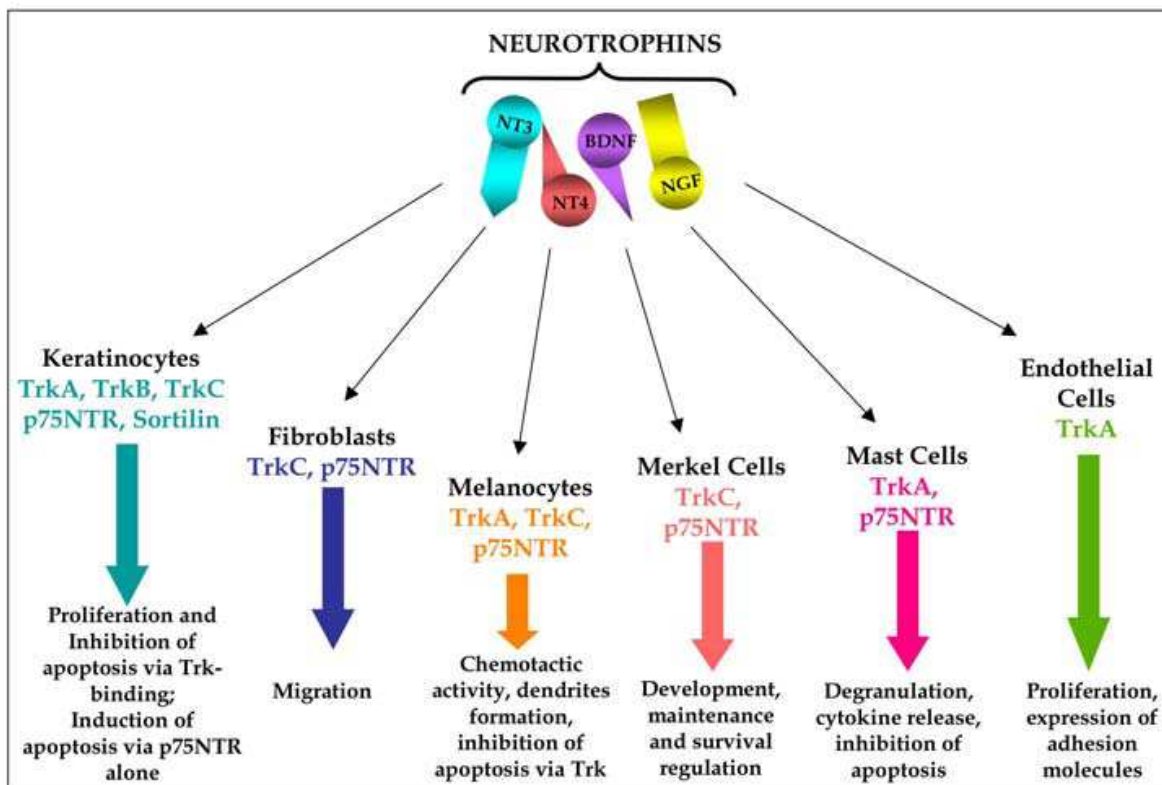 NEUROTROPHINS
NT3
NT4
BDNF
NGF
Keratinocytes
TrkA, TrkB, TrkC
p75NTR, Sortilin
Proliferation and
Inhibition of
apoptosis via Trk-
binding;
Induction of
apoptosis via p75NTR
alone
Fibroblasts
TrkC, p75NTR
Migration
Melanocytes
TrkA, TrkC,
p75NTR
Chemotactic
activity, dendrites
formation,
inhibition of
apoptosis via Trk
Merkel Cells
TrkC,
p75NTR
Development,
maintenance
and survival
regulation
Mast Cells
TrkA,
p75NTR
Degranulation,
cytokine release,
inhibition of
apoptosis
Endothelial
Cells
TrkA
Proliferation,
expression of
adhesion
molecules